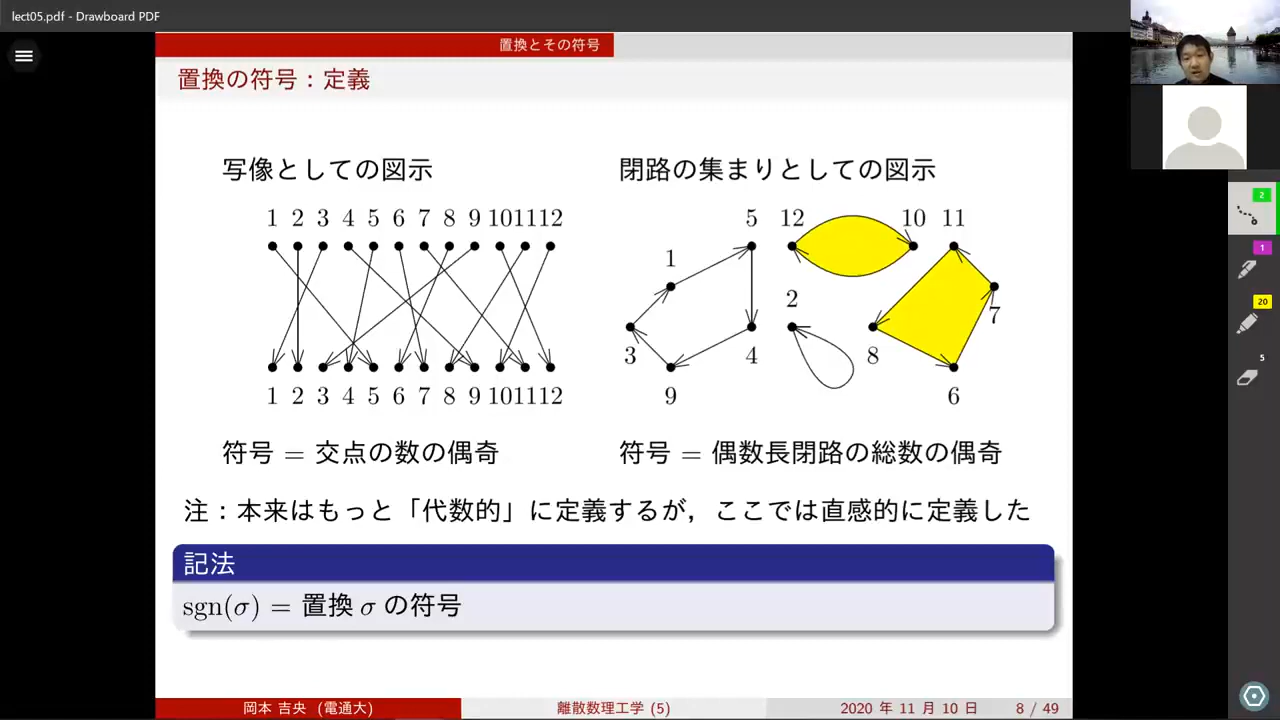 lect05.pdf - Drawboard PDF
置換とその符号
置換の符号：定義
写像としての図示
閉路の集まりとしての図示
1 2 3 4 5 6 7 8 9 10 11 12
1 2 3 4 5 6 7 8 9 10 11 12
5 12 10 11
1
2
7
3 4 8
9 6
符号 = 交点の数の偶奇
符号 = 偶数長閉路の総数の偶奇
注：本来はもっと「代数的」に定義するが，ここでは直感的に定義した
記法
sgn(σ) = 置換 σ の符号
岡本 吉央 (電通大)
離散数理工学 (5)
2020 年 11 月 10 日
8 / 49
2
1
20
5